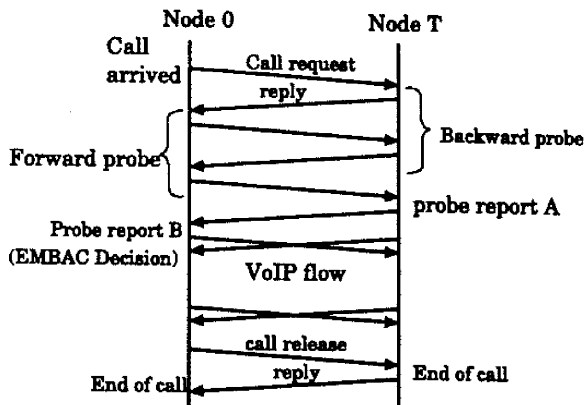 Node 0
Node T
Call
arrived
Call request
reply
Backward probe
Forward probe
probe report A
Probe report B
(EMBAC Decision)
VoIP flow
call release
reply
End of call
End of call